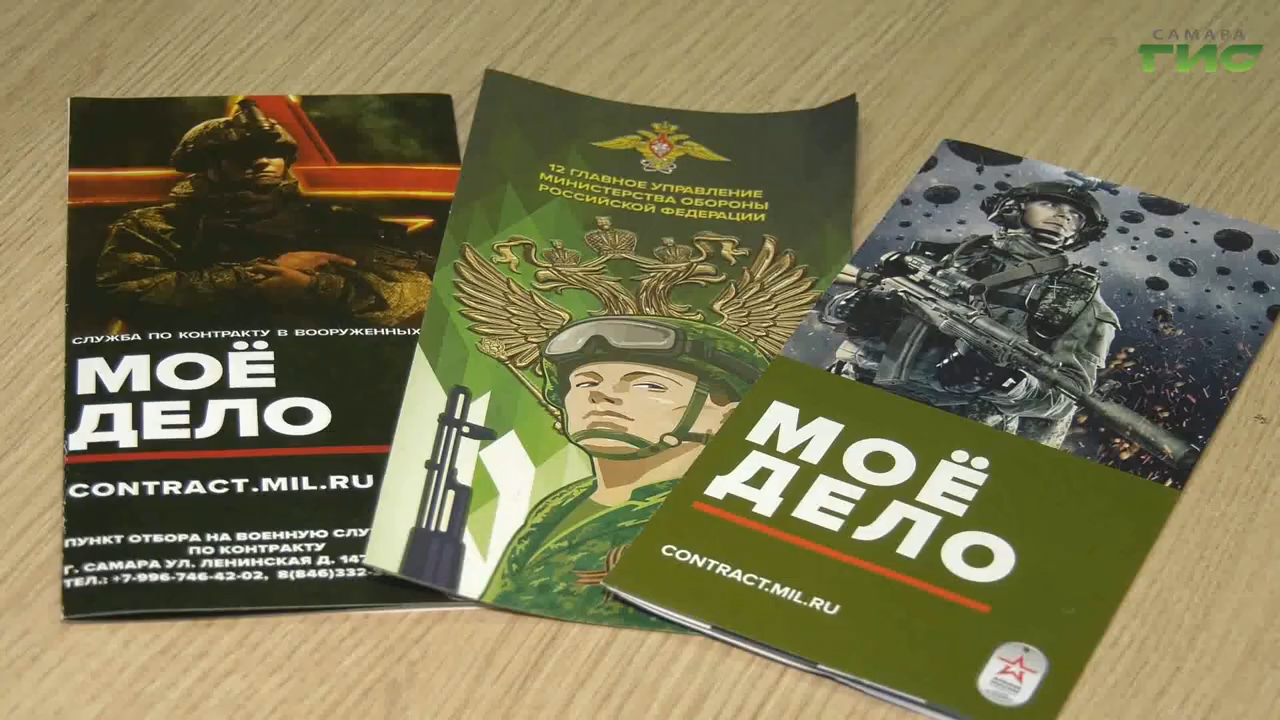 САМАРА
ГИС
СЛУЖБА ПО КОНТРАКТУ В ВООРУЖЕННЫХ
МОЁ
ДЕЛО
CONTRACT.MIL.RU
ПУНКТ ОТБОРА НА ВОЕННУЮ
ПО КОНТРАКТУ
Г. САМАРА УЛ. ЛЕНИНСКАЯ Д. 147
ТЕЛ.: +7-996-746-42-02, 8(846)332-
12 ГЛАВНОЕ УПРАВЛЕНИЕ
МИНИСТЕРСТВА ОБОРОНЫ
РОССИЙСКОЙ ФЕДЕРАЦИИ
МОЁ
ДЕЛО
CONTRACT.MIL.RU